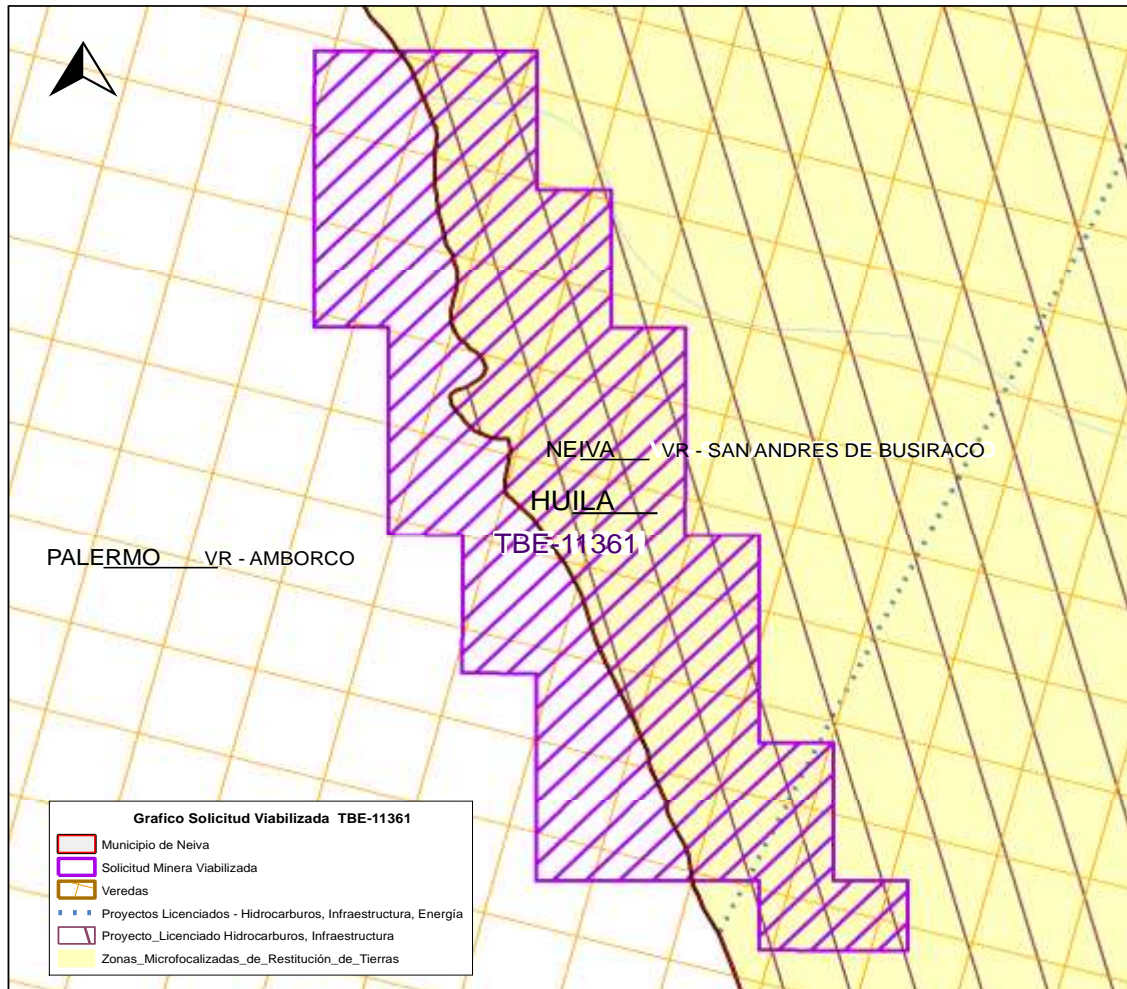 NEIVA VR - SAN ANDRES DE BUSIRACO
HUILA
TBE-11361
PALERMO VR - AMBORCO
Grafico Solicitud Viabilizada TBE-11361
Municipio de Neiva
Solicitud Minera Viabilizada
Veredas
Proyectos Licenciados - Hidrocarburos, Infraestructura, Energía
Proyecto_Licenciado Hidrocarburos, Infraestructura
Zonas_Microfocalizadas_de_Restitución_de_Tierras